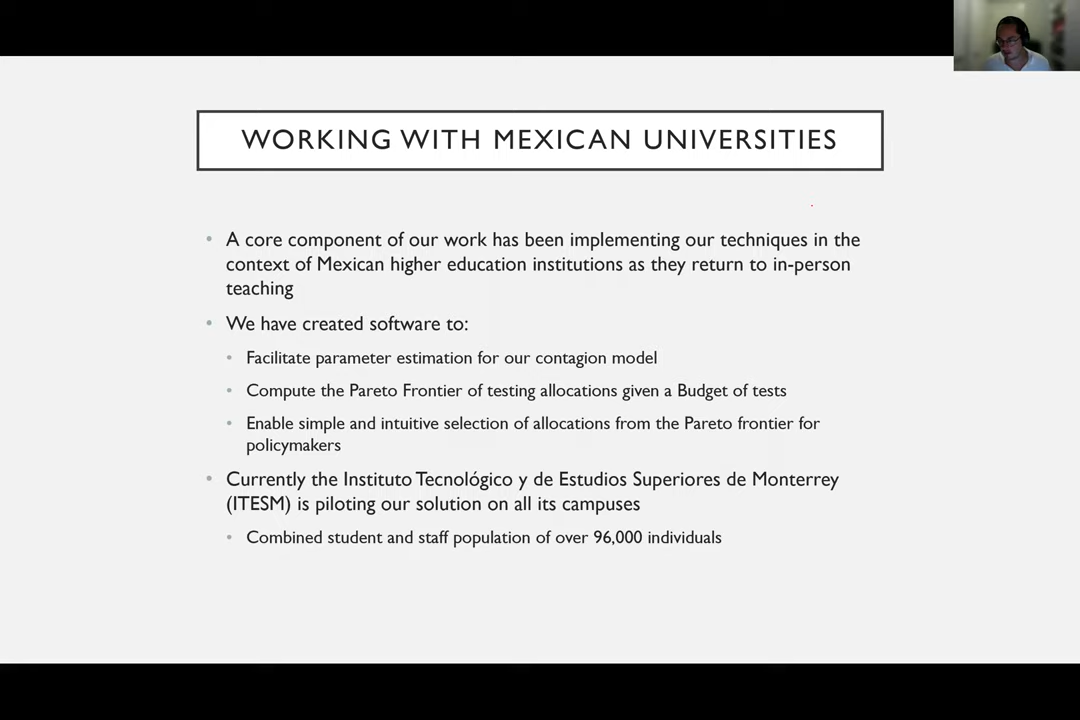 WORKING WITH MEXICAN UNIVERSITIES
• A core component of our work has been implementing our techniques in the
context of Mexican higher education institutions as they return to in-person
teaching
• We have created software to:
• Facilitate parameter estimation for our contagion model
• Compute the Pareto Frontier of testing allocations given a Budget of tests
• Enable simple and intuitive selection of allocations from the Pareto frontier for
policymakers
• Currently the Instituto Tecnológico y de Estudios Superiores de Monterrey
(ITESM) is piloting our solution on all its campuses
• Combined student and staff population of over 96,000 individuals